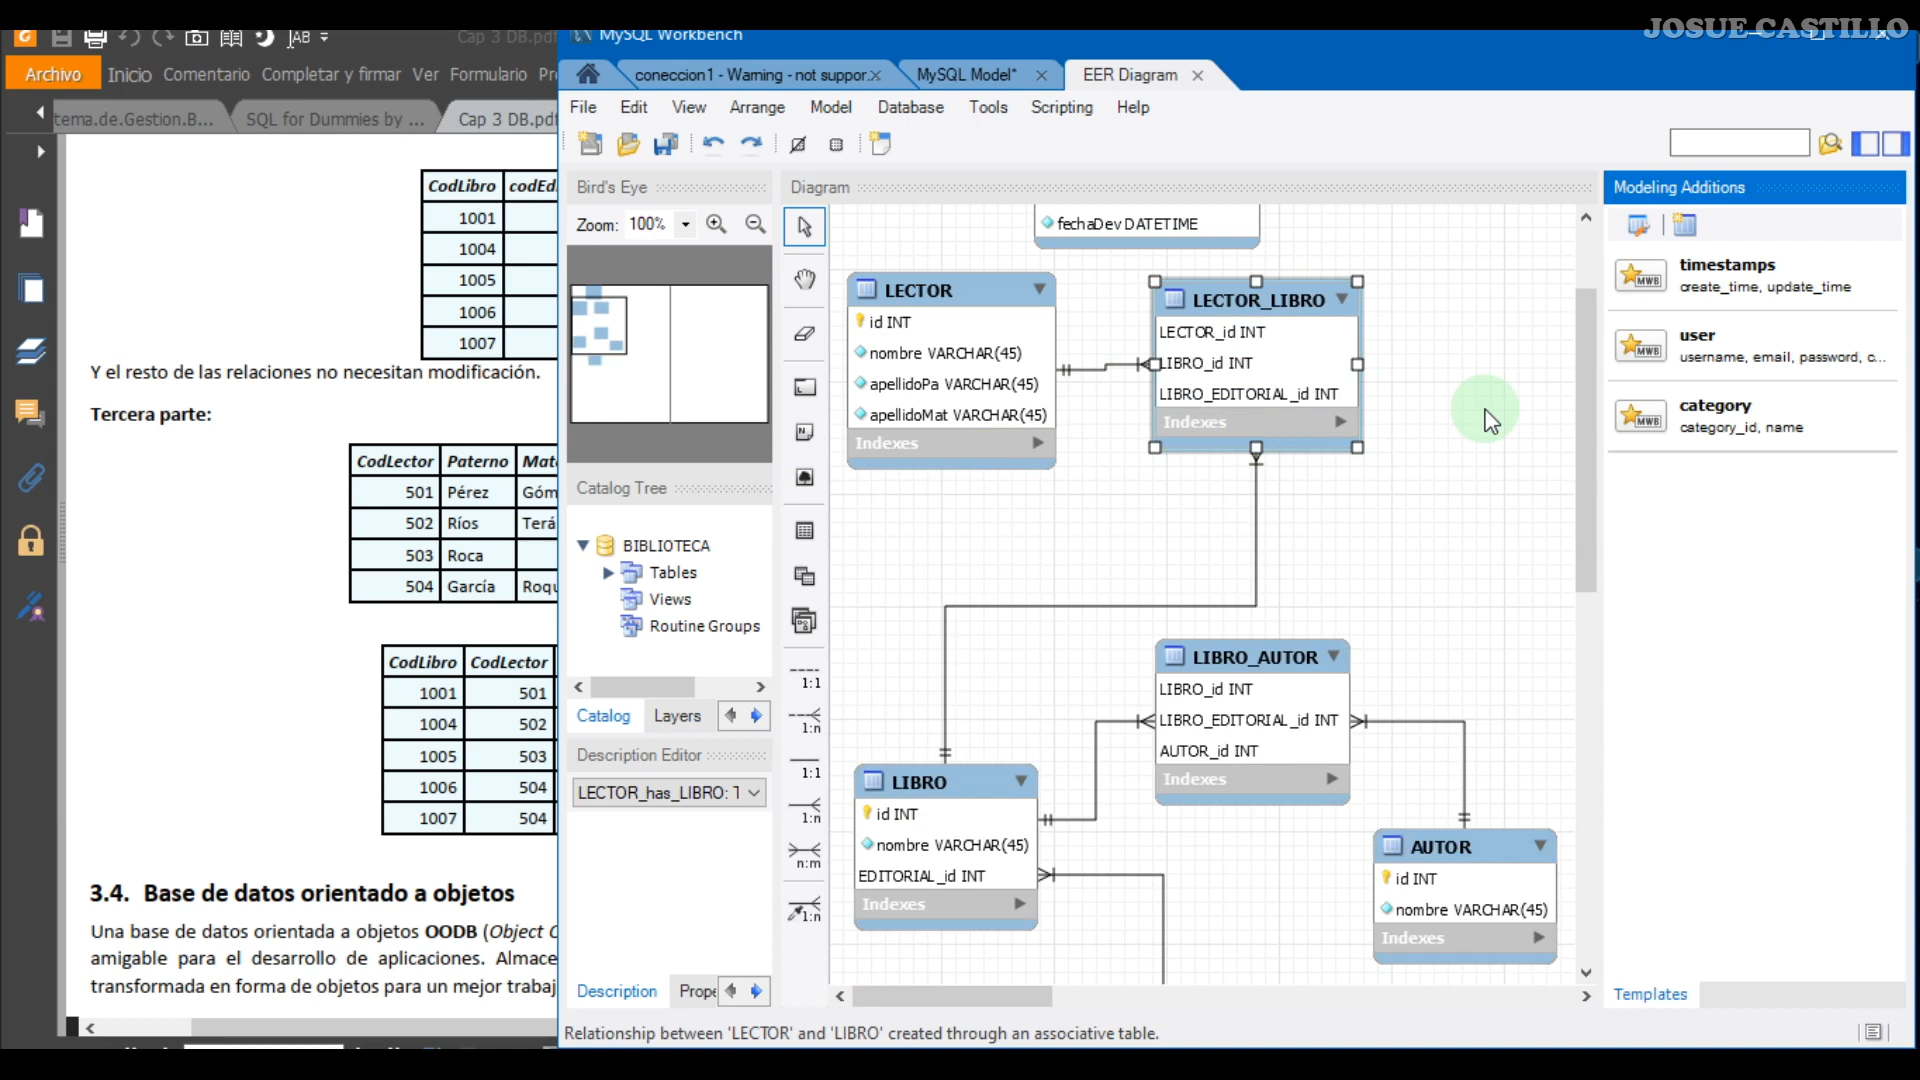 JOSUE CASTILLO
Cap 3 DB.pdf
Archivo
Inicio
Comentario
Completar y firmar
Ver
Formulario
tema.de.Gestion.B...
SQL for Dummies by ...
Cap 3 DB.pdf
CodLibro
1001
1004
1005
1006
1007
Y el resto de las relaciones no necesitan modificación.
Tercera parte:
CodLector Paterno
501 Pérez
502 Ríos
503 Roca
504 García
CodLibro CodLector
1001 501
1004 502
1005 503
1006 504
1007 504
3.4. Base de datos orientado a objetos
Una base de datos orientada a objetos OODB (Object
amigable para el desarrollo de aplicaciones.
transformada en forma de objetos para un mejor
MySQL Workbench
coneccion1 - Warning - not suppor.
MySQL Model*
EER Diagram
File Edit View Arrange Model Database Tools Scripting Help
Bird's Eye
Zoom: 100%
Catalog Tree
BIBLIOTECA
Tables
Views
Routine Groups
Catalog
Layers
Description Editor
LECTOR_has_LIBRO: T
Description
Prope
Diagram
1:1
1:n
1:1
1:n
n:m
1:n
fechaDev DATETIME
LECTOR
id INT
nombre VARCHAR(45)
apellidoPa VARCHAR(45)
apellidoMat VARCHAR(45)
Indexes
LECTOR_LIBRO
LECTOR_id INT
LIBRO_id INT
LIBRO_EDITORIAL_id INT
Indexes
LIBRO_AUTOR
LIBRO_id INT
LIBRO_EDITORIAL_id INT
AUTOR_id INT
Indexes
LIBRO
id INT
nombre VARCHAR(45)
EDITORIAL_id INT
Indexes
AUTOR
id INT
nombre VARCHAR(45)
Indexes
Modeling Additions
timestamps
create_time, update_time
user
username, email, password, c...
category
category_id, name
Templates
Relationship between 'LECTOR' and 'LIBRO' created through an associative table.